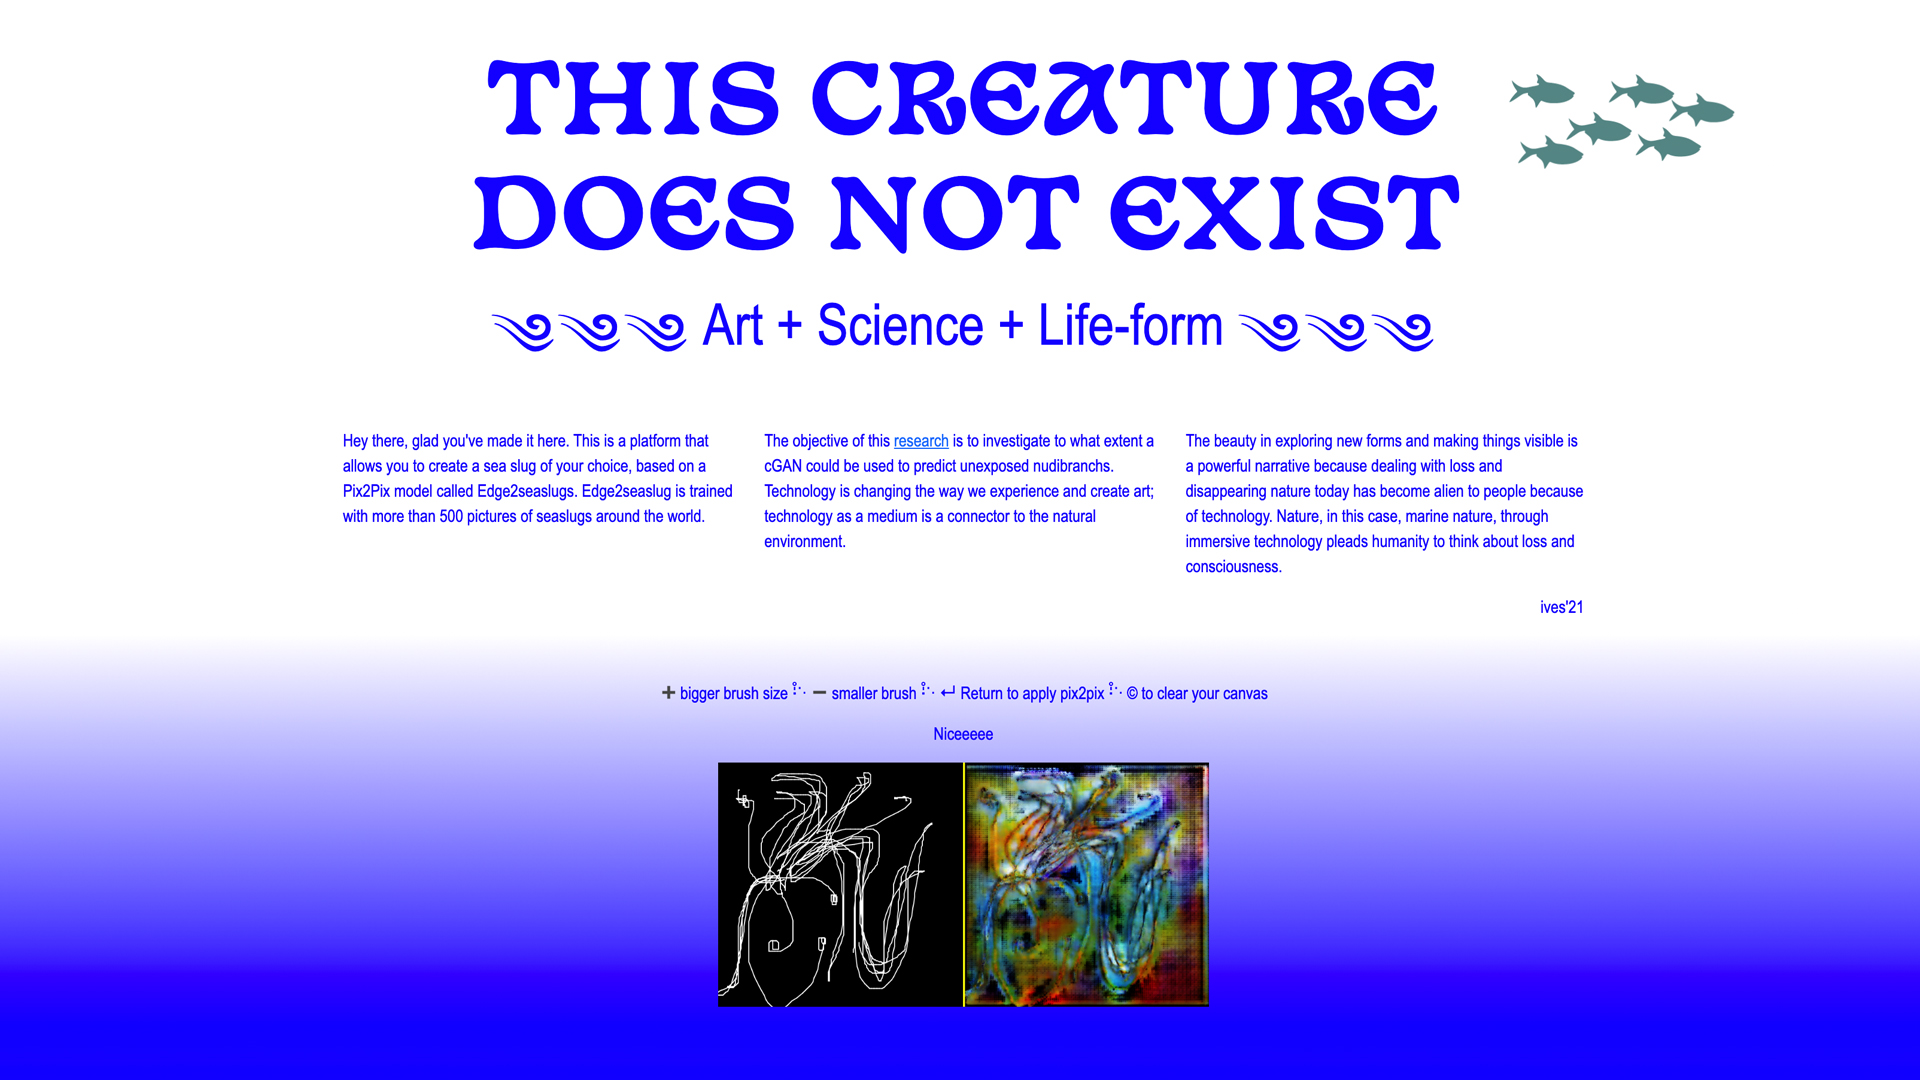 THIS CREATURE
DOES NOT EXIST
Art + Science + Life-form
Hey there, glad you've made it here. This is a platform that
allows you to create a sea slug of your choice, based on a
Pix2Pix model called Edge2seaslugs. Edge2seaslug is trained
with more than 500 pictures of seaslugs around the world.
The objective of this research is to investigate to what extent a
cGAN could be used to predict unexposed nudibranchs.
Technology is changing the way we experience and create art;
technology as a medium is a connector to the natural
environment.
The beauty in exploring new forms and making things visible is
a powerful narrative because dealing with loss and
disappearing nature today has become alien to people because
of technology. Nature, in this case, marine nature, through
immersive technology pleads humanity to think about loss and
consciousness.
ives'21
➕ bigger brush size ➖ smaller brush ↵ Return to apply pix2pix © to clear your canvas
Niceeeee